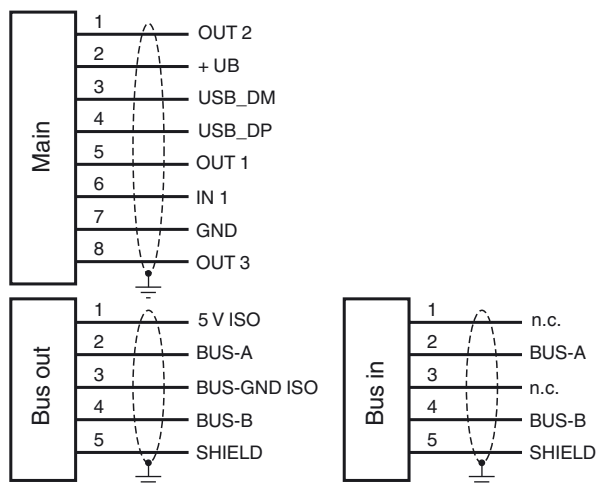 Main
1 OUT 2
2 + UB
3 USB_DM
4 USB_DP
5 OUT 1
6 IN 1
7 GND
8 OUT 3
Bus out
1 5 V ISO
2 BUS-A
3 BUS-GND ISO
4 BUS-B
5 SHIELD
Bus in
1 n.c.
2 BUS-A
3 n.c.
4 BUS-B
5 SHIELD